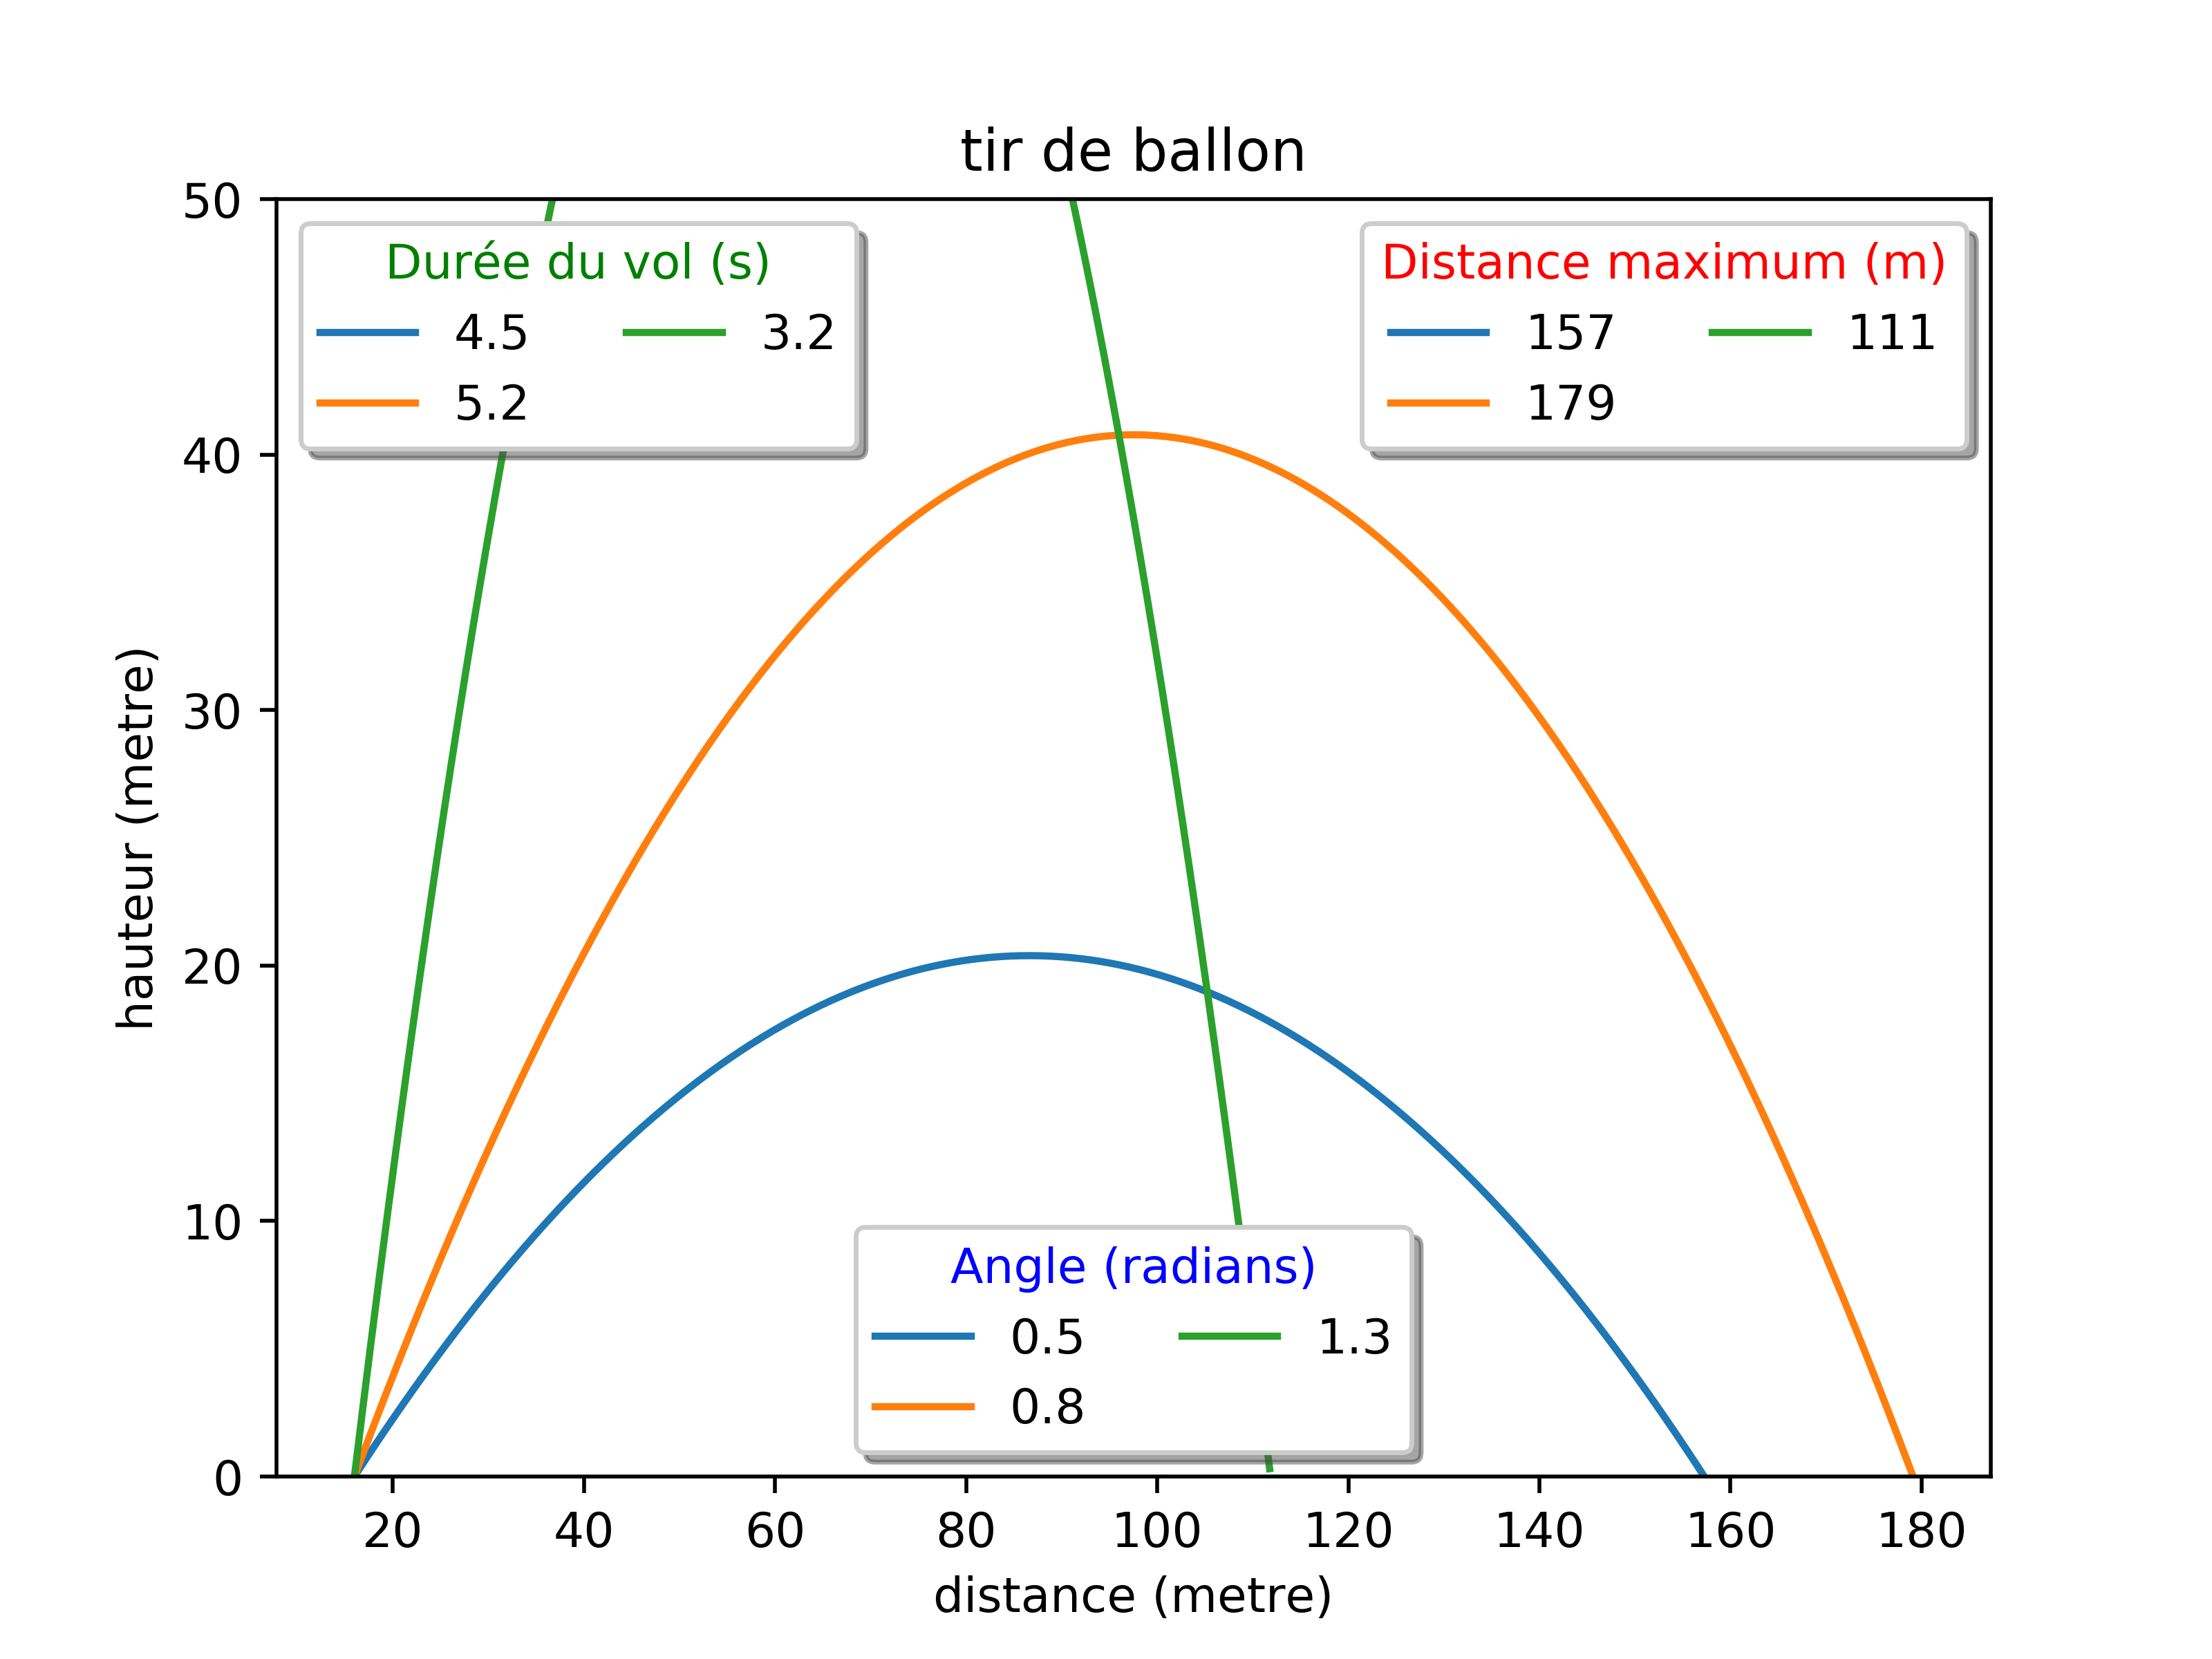 tir de ballon
50
40
30
20
10
0
hauteur (metre)
Durée du vol (s)
4.5 3.2
5.2
Distance maximum (m)
157 111
179
Angle (radians)
0.5 1.3
0.8
20 40 60 80 100 120 140 160 180
distance (metre)